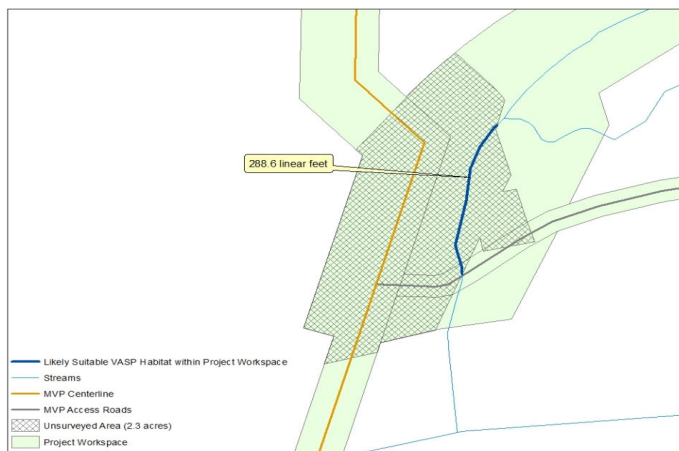 288.6 linear feet
Likely Suitable VASP Habitat within Project Workspace
Streams
MVP Centerline
MVP Access Roads
Unsurveyed Area (2.3 acres)
Project Workspace